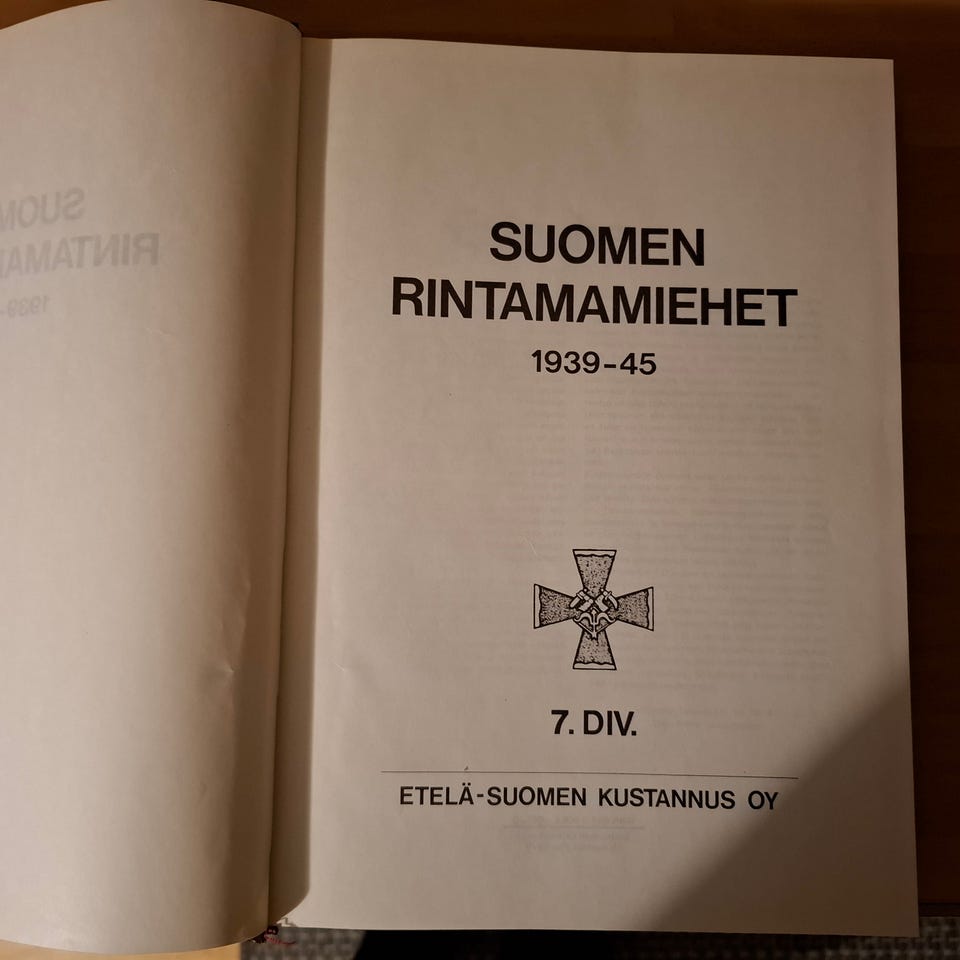 SUOMEN
RINTAMAMIEHET
1939-45
7. DIV.
ETELÄ-SUOMEN KUSTANNUS OY